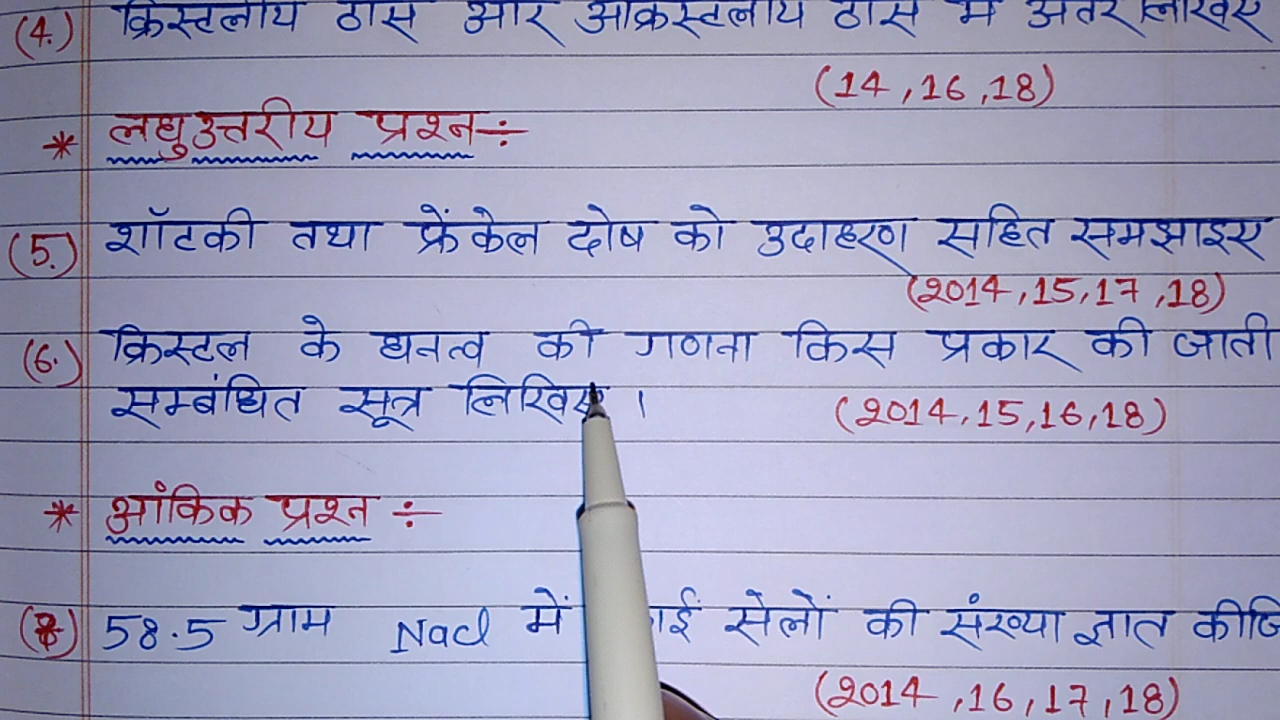 (4.) क्रिस्टलीय ठोस और अक्रिस्टलीय ठोस में अंतर लिखिए
(14,16,18)
* लघुउत्तरीय प्रश्न÷
(5.) शॉटकी तथा फ्रेंकेल दोष को उदाहरण सहित समझाइए
(2014,15,17,18)
(6.) क्रिस्टल के घनत्व की गणना किस प्रकार की जाती
सम्बंधित सूत्र लिखिए।
(2014,15,16,18)
* आंकिक प्रश्न ÷
(7) 58.5 ग्राम Nacl में सेलों की संख्या ज्ञात कीजि
(2014,16,17,18)